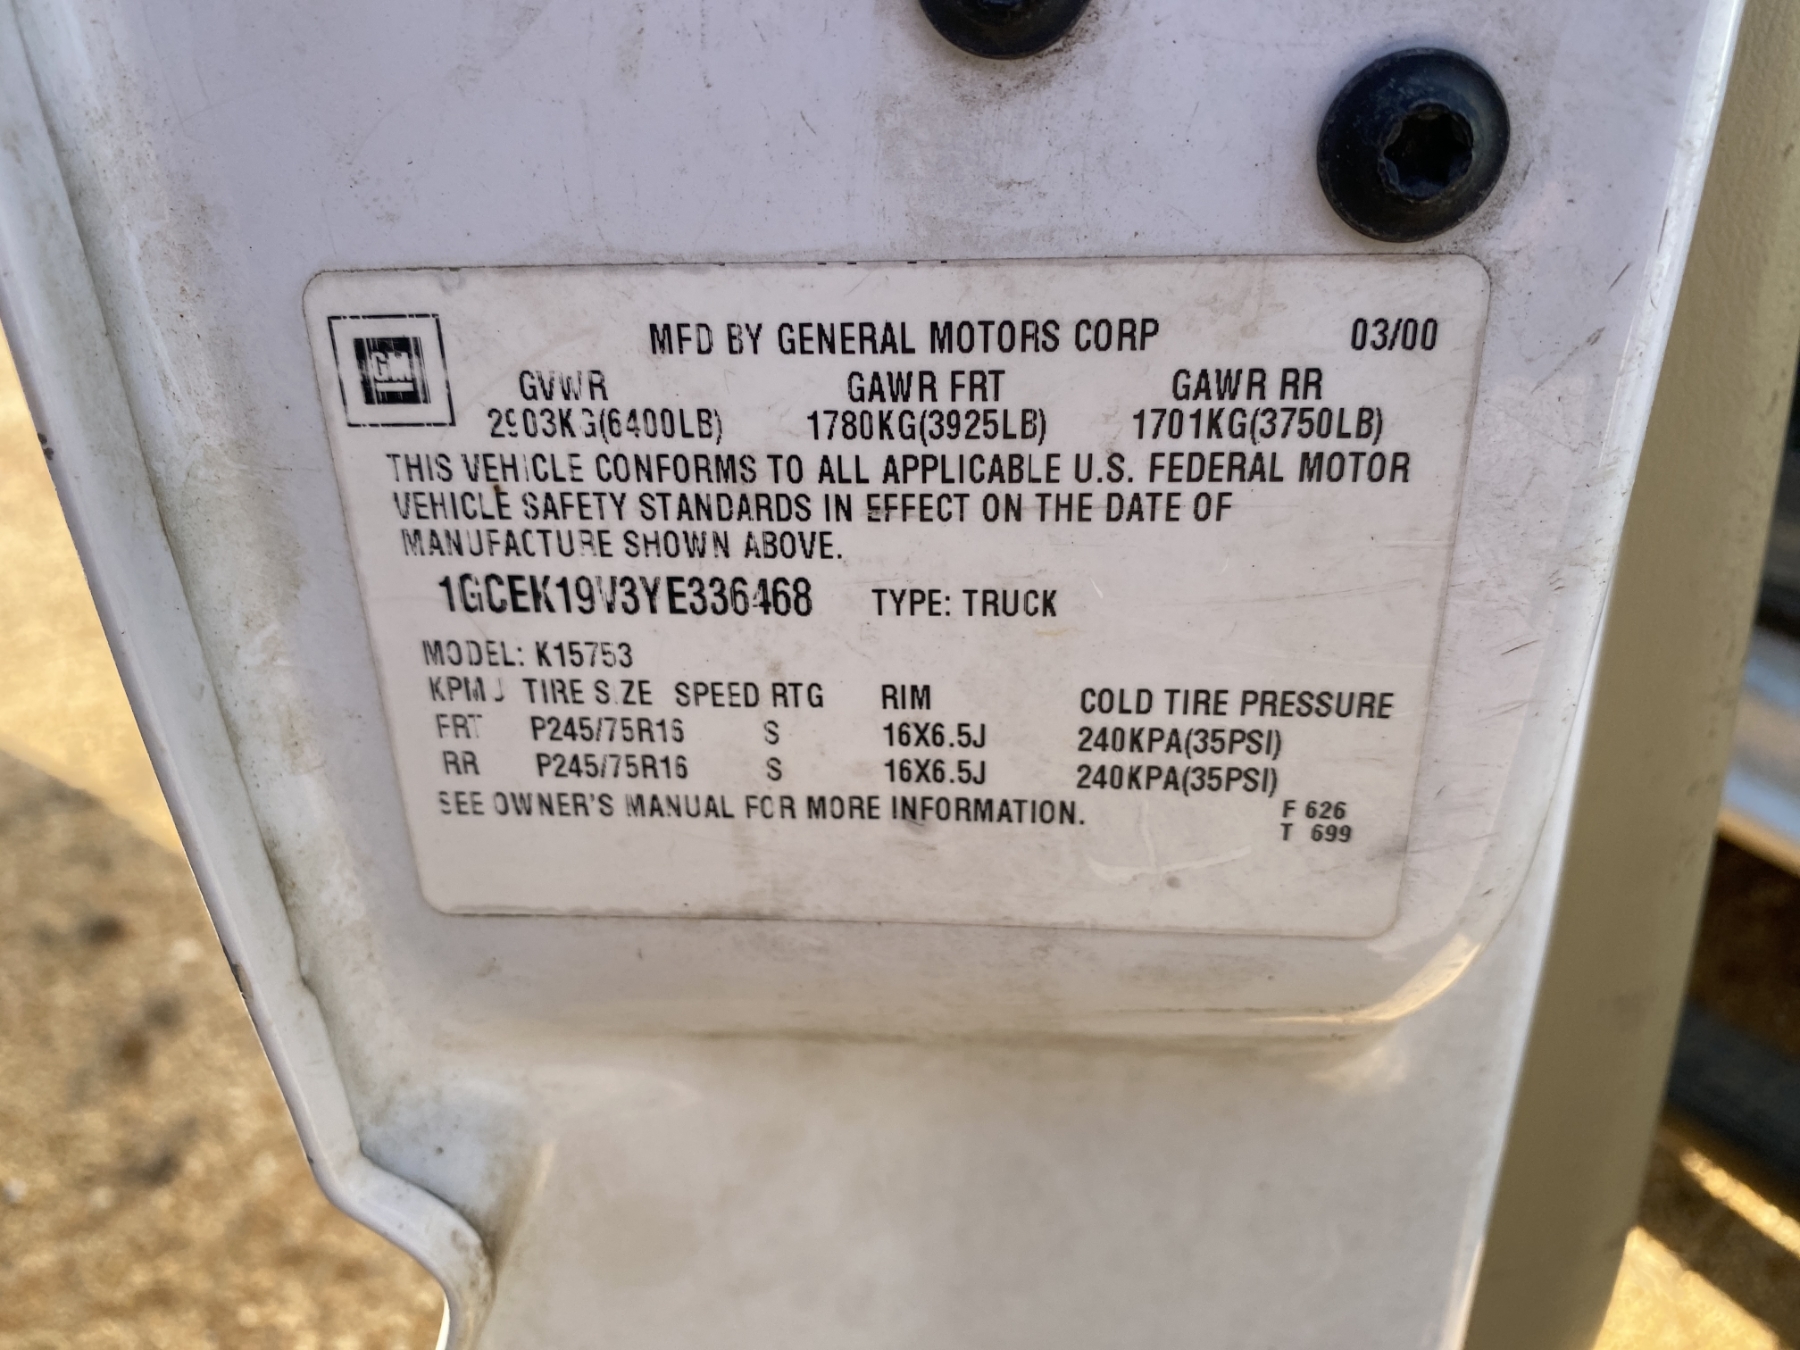 GM
MFD BY GENERAL MOTORS CORP 03/00
GVWR GAWR FRT GAWR RR
2903KG(6400LB) 1780KG(3925LB) 1701KG(3750LB)
THIS VEHICLE CONFORMS TO ALL APPLICABLE U.S. FEDERAL MOTOR
VEHICLE SAFETY STANDARDS IN EFFECT ON THE DATE OF
MANUFACTURE SHOWN ABOVE.
1GCEK19V3YE336468 TYPE: TRUCK
MODEL: K15753
KPMJ TIRE SIZE SPEED RTG RIM COLD TIRE PRESSURE
FRT P245/75R16 S 16X6.5J 240KPA(35PSI)
RR P245/75R16 S 16X6.5J 240KPA(35PSI)
SEE OWNER'S MANUAL FOR MORE INFORMATION.
F 626
T 699